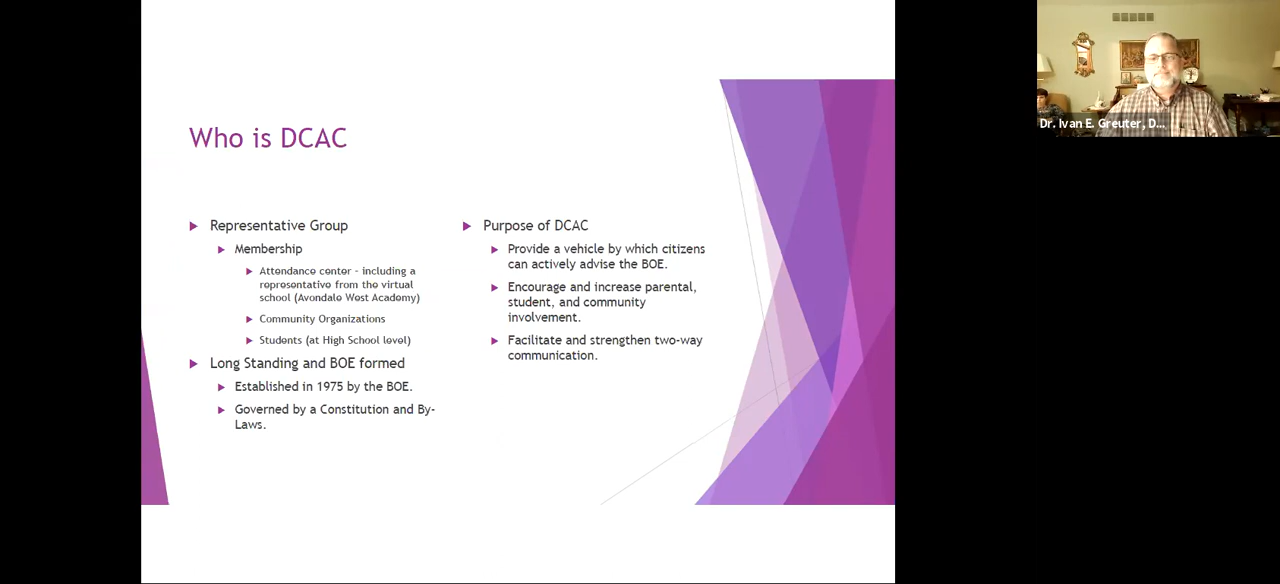 Who is DCAC
Representative Group
Membership
Attendance center – including a
representative from the virtual
school (Avondale West Academy)
Community Organizations
Students (at High School level)
Long Standing and BOE formed
Established in 1975 by the BOE.
Governed by a Constitution and By-
Laws.
Purpose of DCAC
Provide a vehicle by which citizens
can actively advise the BOE.
Encourage and increase parental,
student, and community
involvement.
Facilitate and strengthen two-way
communication.
Dr. Ivan E. Greuter, D...